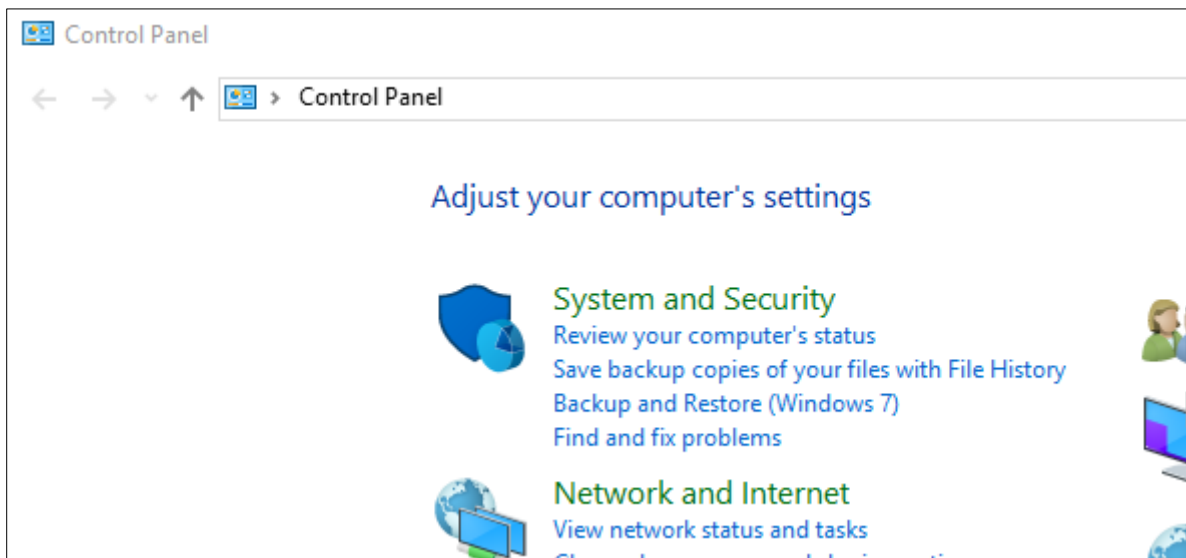 Control Panel
Control Panel
Adjust your computer's settings
System and Security
Review your computer's status
Save backup copies of your files with File History
Backup and Restore (Windows 7)
Find and fix problems
Network and Internet
View network status and tasks